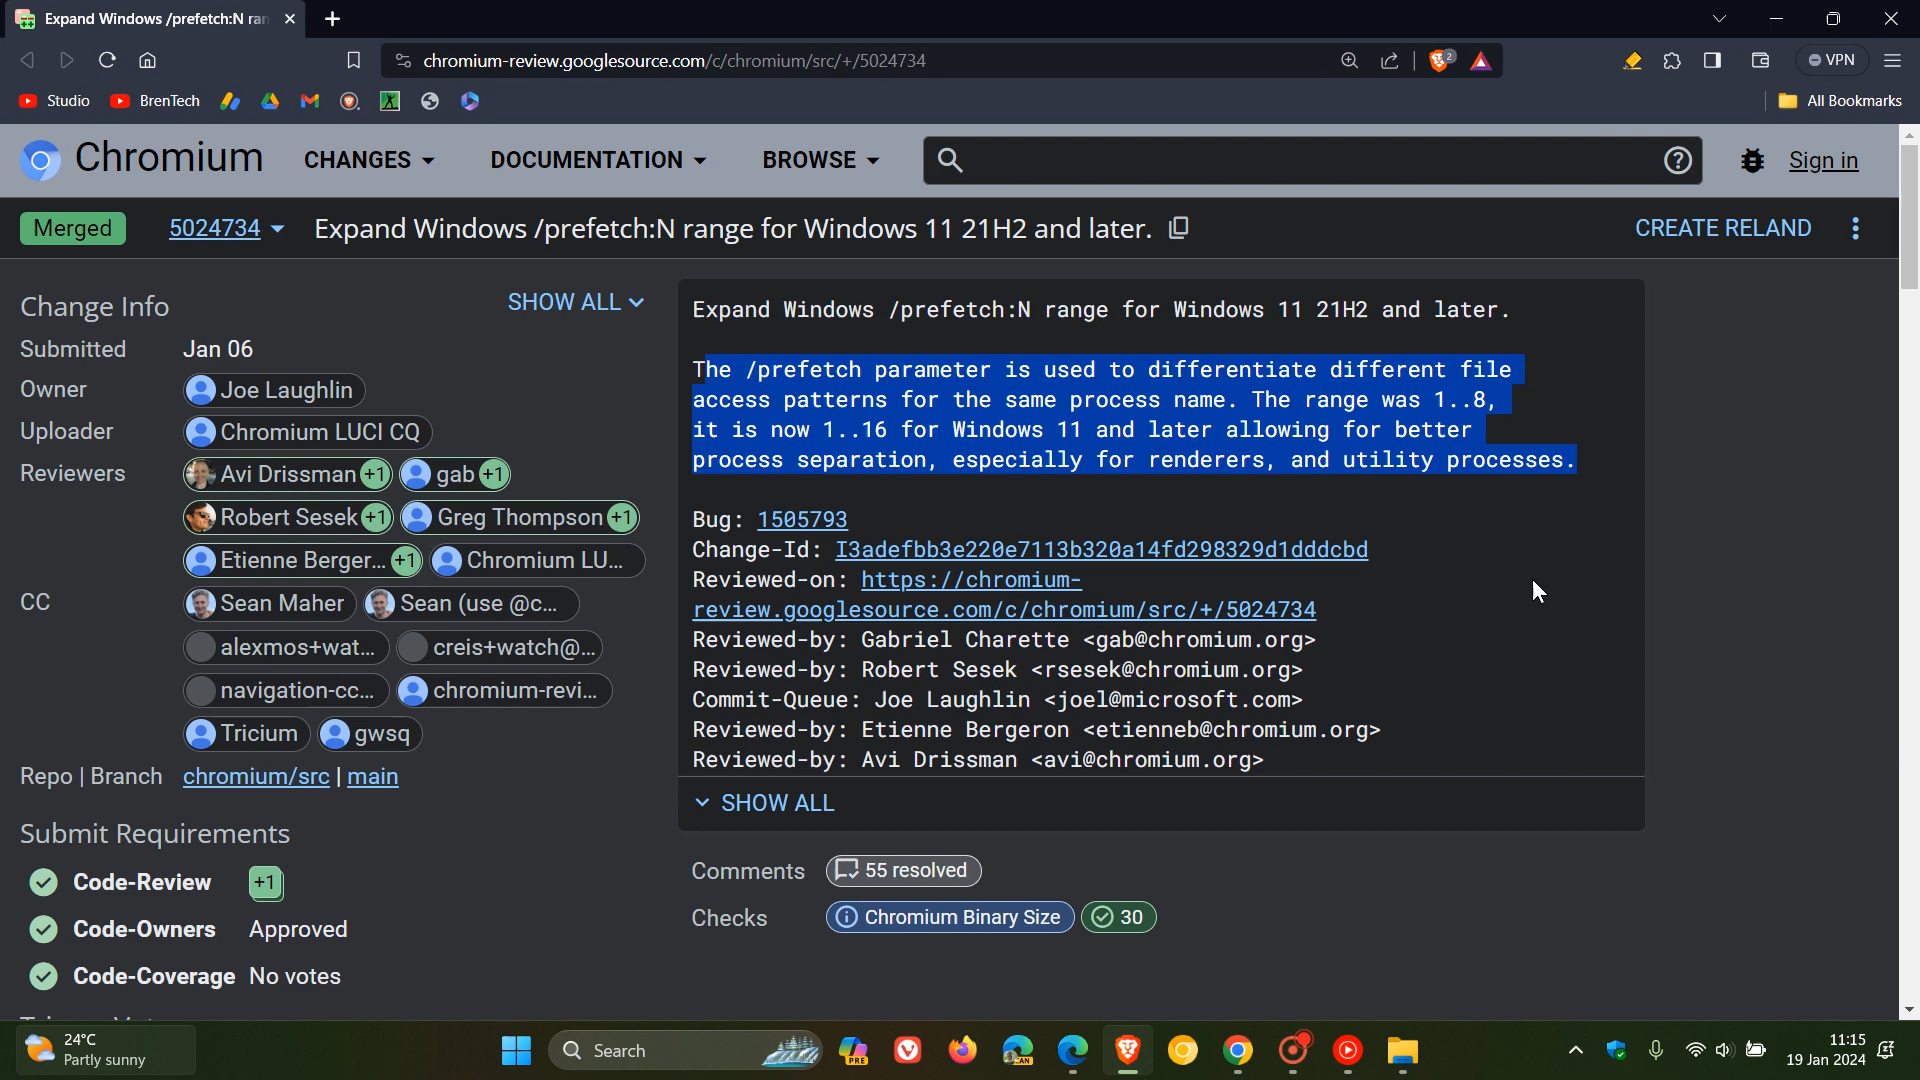 Expand Windows /prefetch:N ran
chromium-review.googlesource.com/c/chromium/src/+/5024734
2
VPN
Studio
BrenTech
All Bookmarks
Chromium
CHANGES
DOCUMENTATION
BROWSE
Sign in
Merged
5024734
Expand Windows /prefetch:N range for Windows 11 21H2 and later.
CREATE RELAND
Change Info
SHOW ALL
Submitted
Jan 06
Owner
Joe Laughlin
Uploader
Chromium LUCI CQ
Reviewers
Avi Drissman +1
gab +1
Robert Sesek +1
Greg Thompson +1
Etienne Berger... +1
Chromium LU...
CC
Sean Maher
Sean (use @c...
alexmos+wat...
creis+watch@...
navigation-cc...
chromium-revi...
Tricium
gwsq
Repo | Branch
chromium/src | main
Submit Requirements
Code-Review
+1
Code-Owners
Approved
Code-Coverage
No votes
Expand Windows /prefetch:N range for Windows 11 21H2 and later.
The /prefetch parameter is used to differentiate different file
access patterns for the same process name. The range was 1..8,
it is now 1..16 for Windows 11 and later allowing for better
process separation, especially for renderers, and utility processes.
Bug: 1505793
Change-Id: I3adefbb3e220e7113b320a14fd298329d1dddcbd
Reviewed-on: https://chromium-
review.googlesource.com/c/chromium/src/+/5024734
Reviewed-by: Gabriel Charette <gab@chromium.org>
Reviewed-by: Robert Sesek <rsesek@chromium.org>
Commit-Queue: Joe Laughlin <joel@microsoft.com>
Reviewed-by: Etienne Bergeron <etienneb@chromium.org>
Reviewed-by: Avi Drissman <avi@chromium.org>
SHOW ALL
Comments
55 resolved
Checks
Chromium Binary Size
30
24°C
Partly sunny
Search
PRE
CAN
11:15
19 Jan 2024